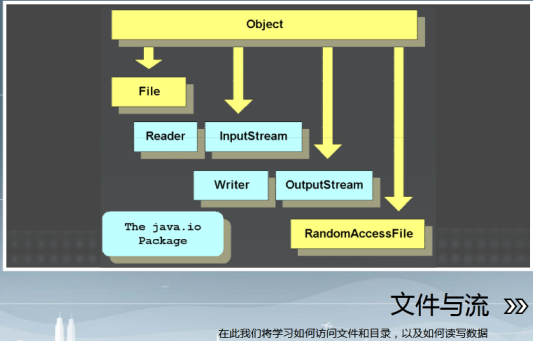 Object
File
Reader
InputStream
Writer
OutputStream
The java.io
Package
RandomAccessFile
文件与流
在此我们将学习如何访问文件和目录，以及如何读写数据